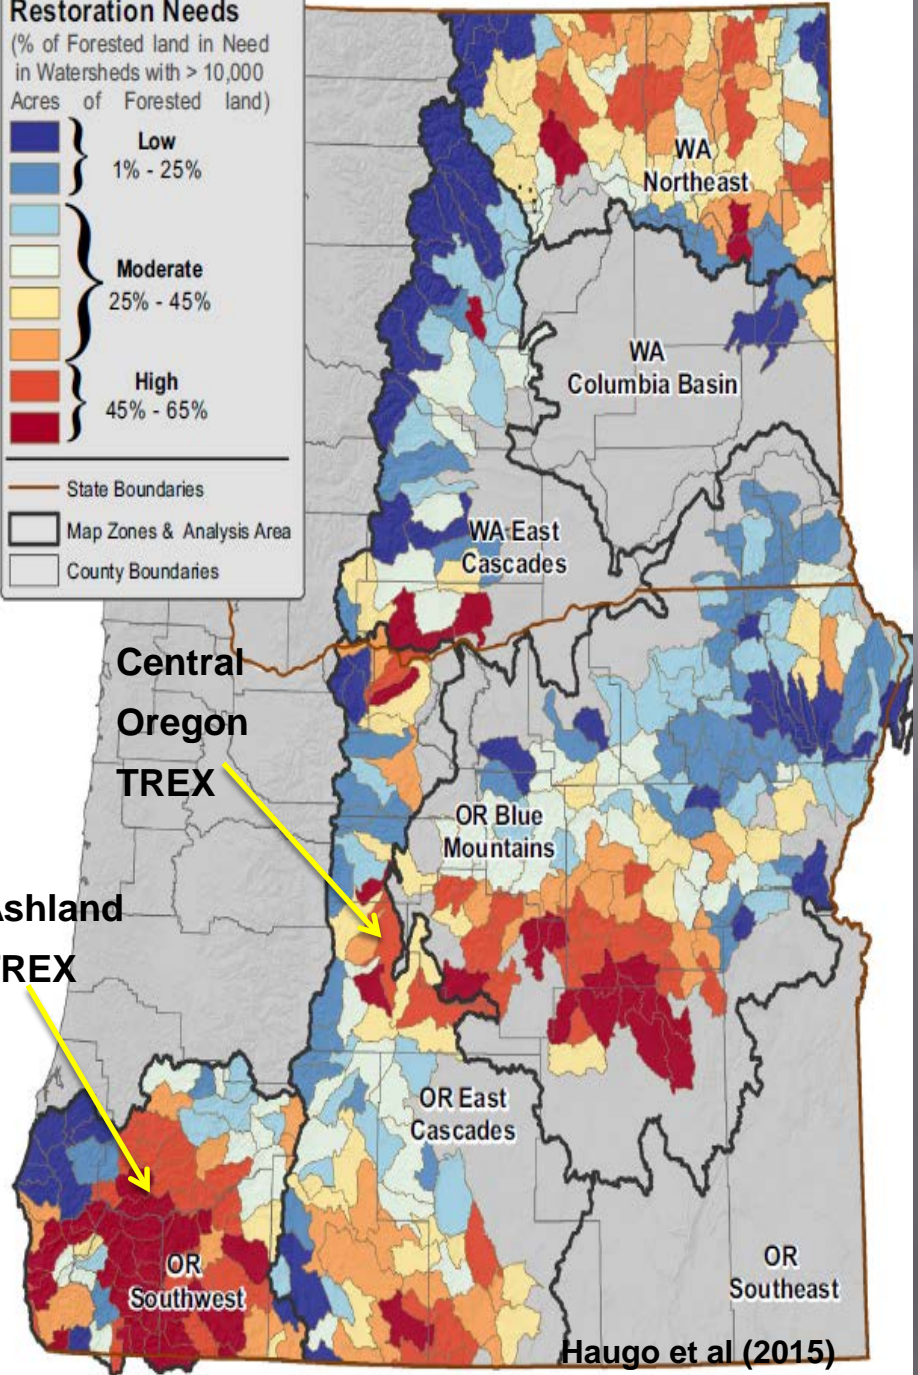 Restoration Needs
(% of Forested land in Need
in Watersheds with > 10,000
Acres of Forested land)
Low
1% - 25%
Moderate
25% - 45%
High
45% - 65%
State Boundaries
Map Zones & Analysis Area
County Boundaries
WA
Northeast
WA
Columbia Basin
WA East
Cascades
Central
Oregon
TREX
OR Blue
Mountains
Ashland
TREX
OR East
Cascades
OR
Southwest
OR
Southeast
Haugo et al (2015)